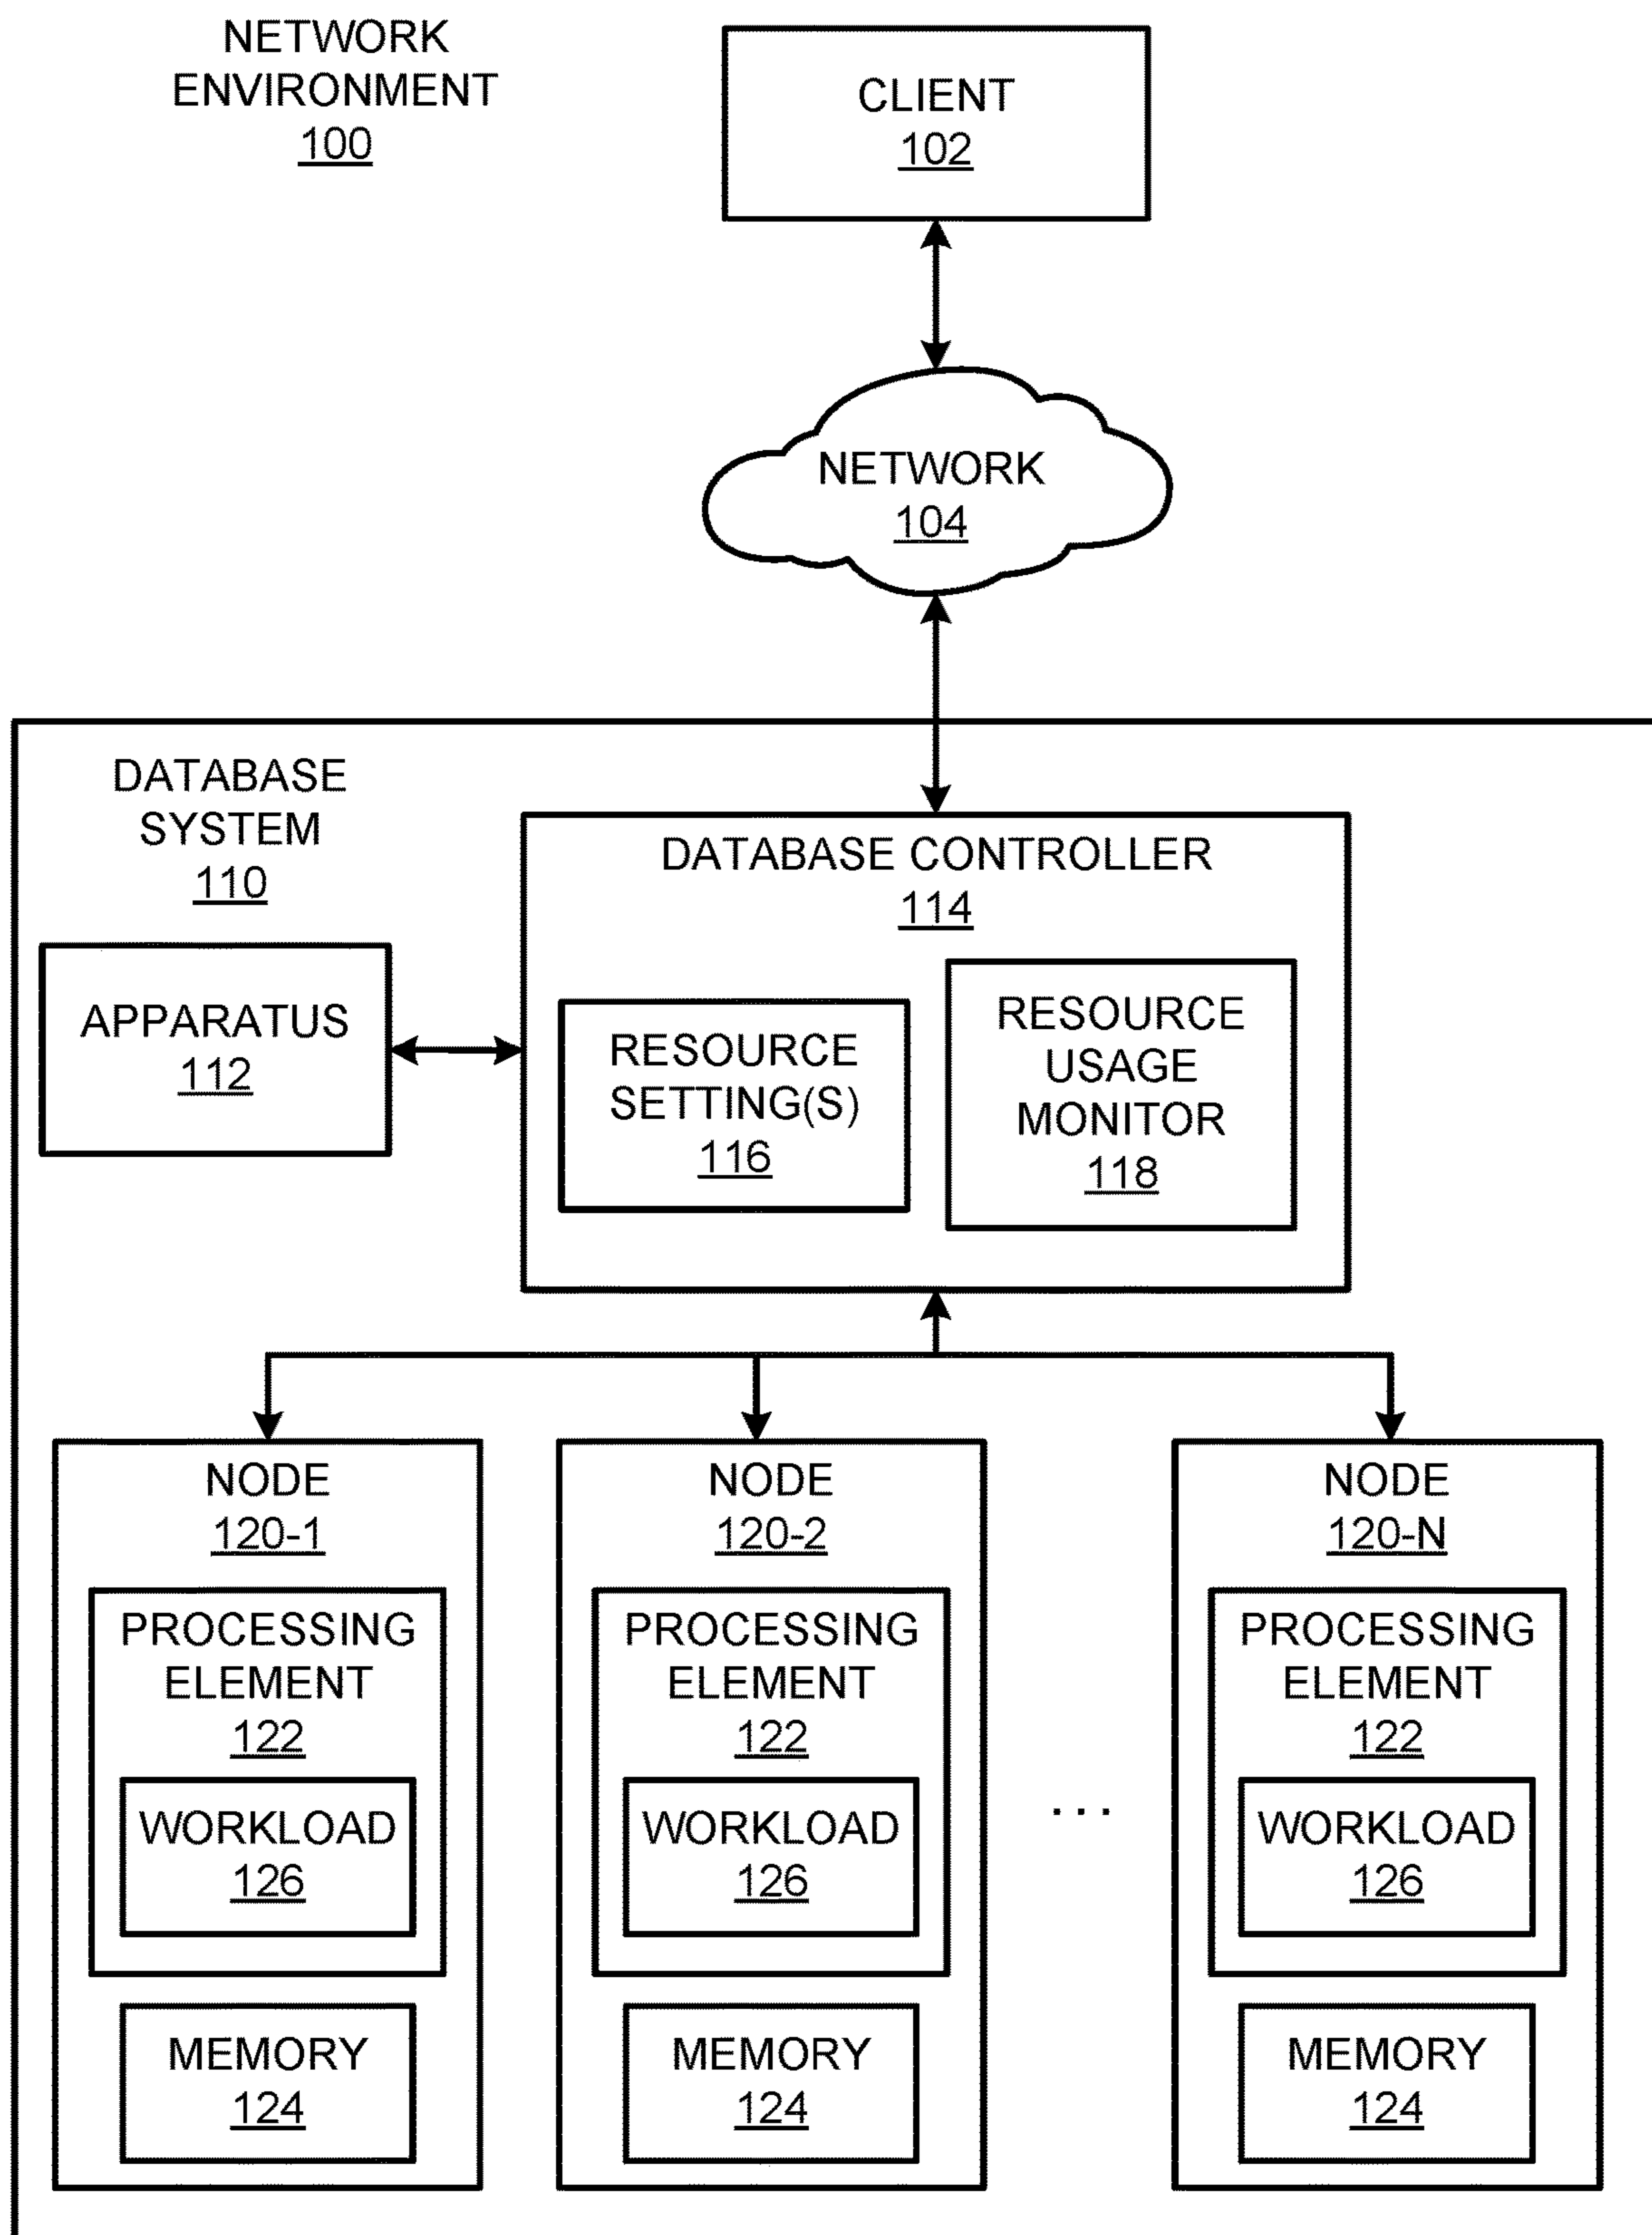 NETWORK
ENVIRONMENT
100
CLIENT
102
NETWORK
104
DATABASE
SYSTEM
110
APPARATUS
112
DATABASE CONTROLLER
114
RESOURCE
SETTING(S)
116
RESOURCE
USAGE
MONITOR
118
NODE
120-1
PROCESSING
ELEMENT
122
WORKLOAD
126
MEMORY
124
NODE
120-2
PROCESSING
ELEMENT
122
WORKLOAD
126
MEMORY
124
...
NODE
120-N
PROCESSING
ELEMENT
122
WORKLOAD
126
MEMORY
124